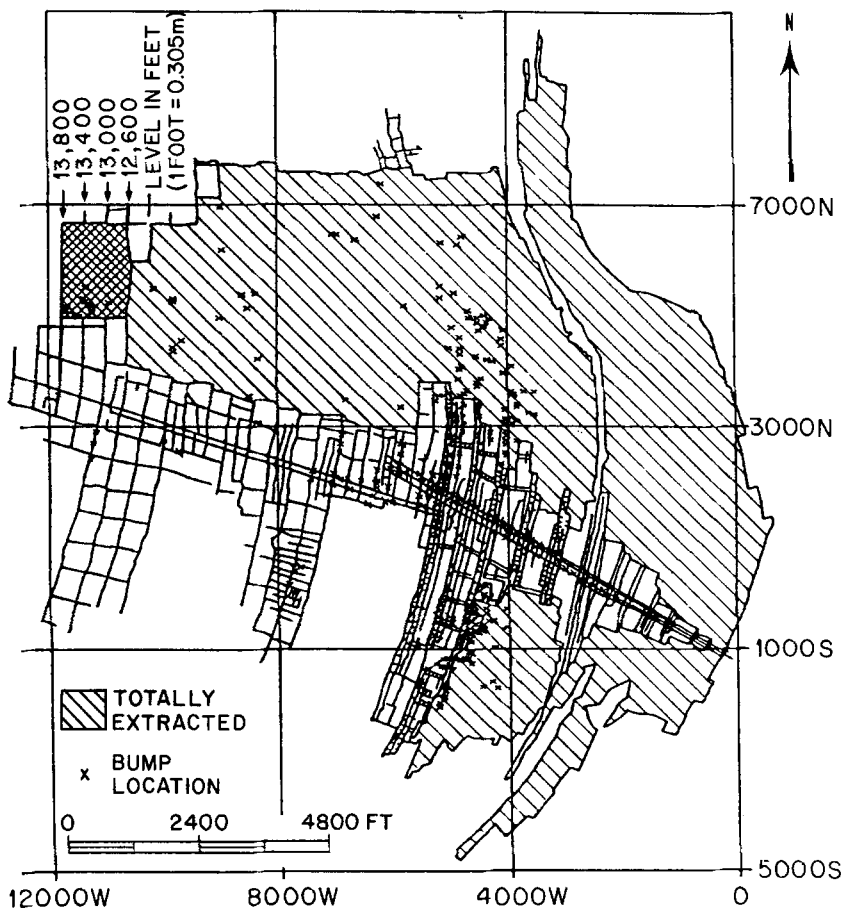 N
13,800
13,400
13,000
12,600
LEVEL IN FEET
(1 FOOT = 0.305m)
7000N
3000N
1000S
TOTALLY
EXTRACTED
x BUMP
LOCATION
0 2400 4800 FT
5000S
12000W 8000W 4000W 0